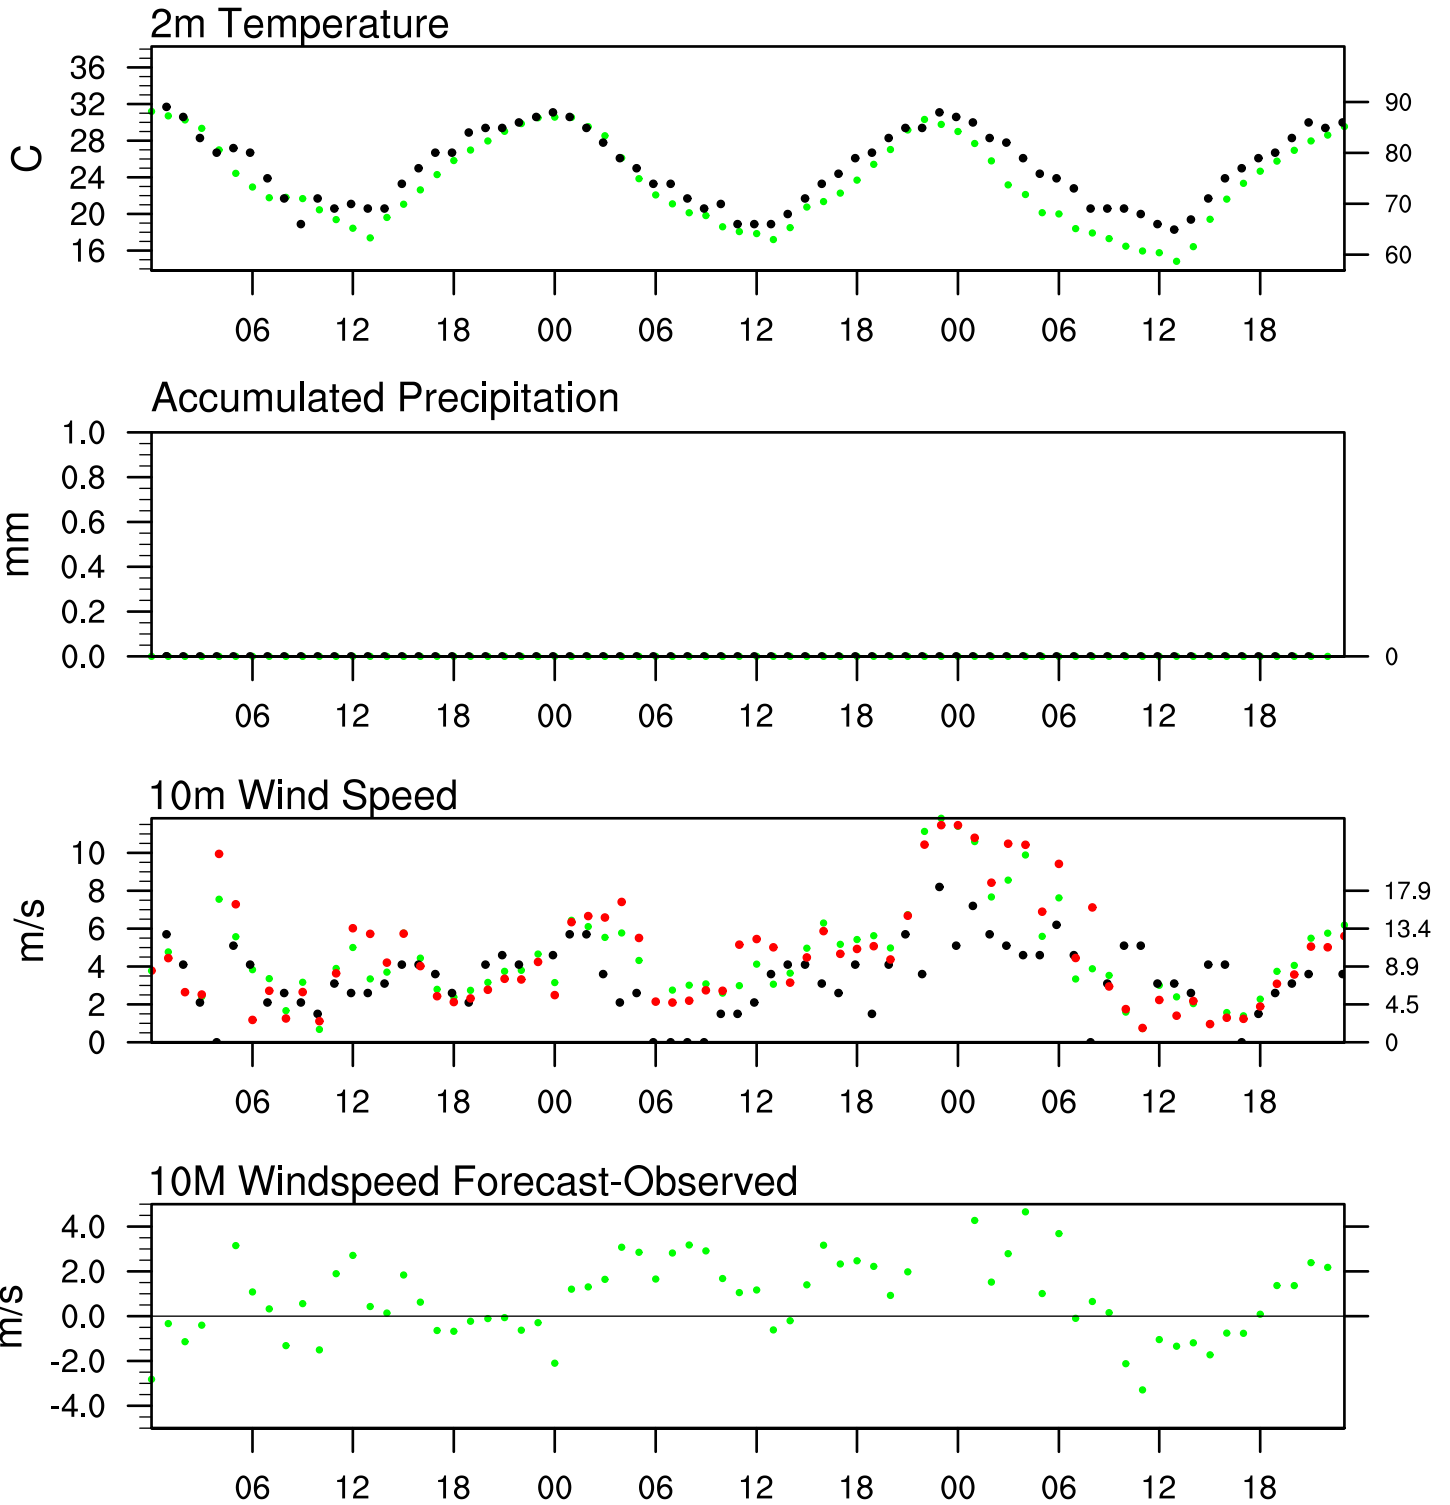 2m Temperature
36
32
28
24
20
16
C
90
80
70
60
06 12 18 00 06 12 18 00 06 12 18
Accumulated Precipitation
1.0
0.8
0.6
0.4
0.2
0.0
mm
0
06 12 18 00 06 12 18 00 06 12 18
10m Wind Speed
10
8
6
4
2
0
m/s
17.9
13.4
8.9
4.5
0
06 12 18 00 06 12 18 00 06 12 18
10M Windspeed Forecast-Observed
4.0
2.0
0.0
-2.0
-4.0
m/s
06 12 18 00 06 12 18 00 06 12 18